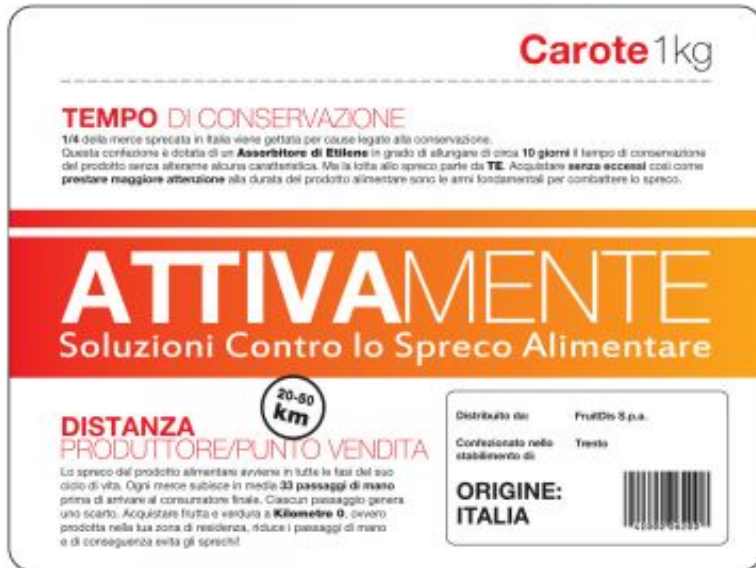 Carote 1kg
TEMPO DI CONSERVAZIONE
1/4 della merce sprecata in Italia viene gettata per cause legate alla conservazione.
Questa confezione è dotata di un Assorbitore di Etilene in grado di allungare di circa 10 giorni il tempo di conservazione
del prodotto senza alterarne alcuna caratteristica. Ma la lotta allo spreco parte da TE. Acquistare senza eccessi così come
prestare maggiore attenzione alla durata del prodotto alimentare sono le armi fondamentali per combattere lo spreco.
ATTIVAMENTE
Soluzioni Contro lo Spreco Alimentare
20-50
km
DISTANZA
PRODUTTORE/PUNTO VENDITA
Lo spreco del prodotto alimentare avviene in tutte le fasi del suo
ciclo di vita. Ogni merce subisce in media 33 passaggi di mano
prima di arrivare al consumatore finale. Ciascun passaggio genera
uno scarto. Acquistare frutta e verdura a Kilometro 0, ovvero
prodotta nella tua zona di residenza, riduce i passaggi di mano
e di conseguenza evita gli sprechi!
Distribuito da: FruitDis S.p.a.
Confezionato nello Trento
stabilimento di:
ORIGINE:
ITALIA